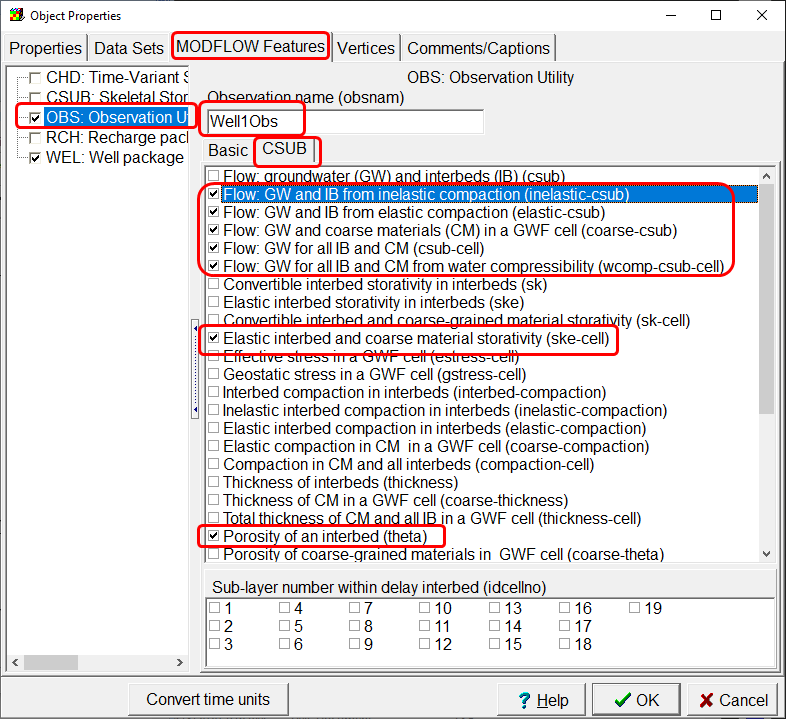 Object Properties
Properties Data Sets MODFLOW Features Vertices Comments/Captions
CHD: Time-Variant S
CSUB: Skeletal Stor
OBS: Observation Ut
RCH: Recharge pack
WEL: Well package
OBS: Observation Utility
Observation name (obsnam)
Well1Obs
Basic CSUB
Flow: groundwater (GW) and interbeds (IB) (csub)
Flow: GW and IB from inelastic compaction (inelastic-csub)
Flow: GW and IB from elastic compaction (elastic-csub)
Flow: GW and coarse materials (CM) in a GWF cell (coarse-csub)
Flow: GW for all IB and CM (csub-cell)
Flow: GW for all IB and CM from water compressibility (wcomp-csub-cell)
Convertible interbed storativity in interbeds (sk)
Elastic interbed storativity in interbeds (ske)
Convertible interbed and coarse-grained material storativity (sk-cell)
Elastic interbed and coarse material storativity (ske-cell)
Effective stress in a GWF cell (estress-cell)
Geostatic stress in a GWF cell (gstress-cell)
Interbed compaction in interbeds (interbed-compaction)
Inelastic interbed compaction in interbeds (inelastic-compaction)
Elastic interbed compaction in interbeds (elastic-compaction)
Elastic compaction in CM in a GWF cell (coarse-compaction)
Compaction in CM and all interbeds (compaction-cell)
Thickness of interbeds (thickness)
Thickness of CM in a GWF cell (coarse-thickness)
Total thickness of CM and all IB in a GWF cell (thickness-cell)
Porosity of an interbed (theta)
Porosity of coarse-grained materials in GWF cell (coarse-theta)
Sub-layer number within delay interbed (idcellno)
1 4 7 10 13 16 19
2 5 8 11 14 17
3 6 9 12 15 18
Convert time units ? Help OK Cancel